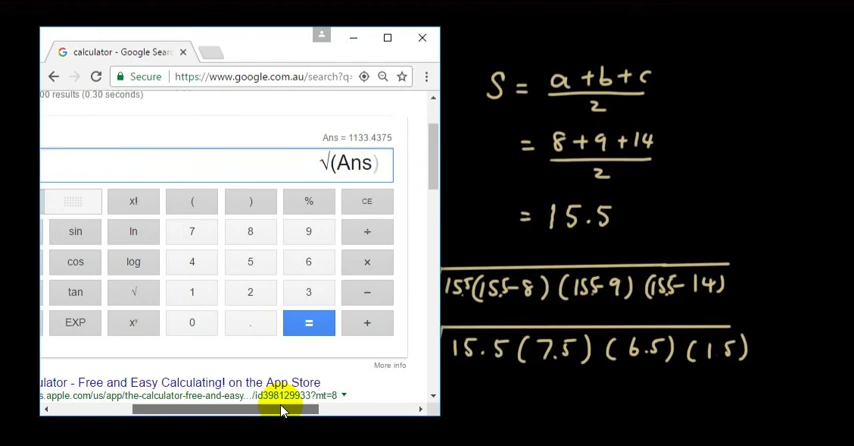 calculator - Google Sear
Secure https://www.google.com.au/search?q=
00 results (0.30 seconds)
Ans = 1133.4375
√(Ans)
x! ( ) % CE
sin ln 7 8 9 ÷
cos log 4 5 6 ×
tan √ 1 2 3 −
EXP xʸ 0 . = +
More info
ulator - Free and Easy Calculating! on the App Store
s.apple.com/us/app/the-calculator-free-and-easy.../id398129933?mt=8
S = a+b+c / 2
= 8+9+14 / 2
= 15.5
15.5(15.5-8)(15.5-9)(15.5-14)
15.5(7.5)(6.5)(1.5)